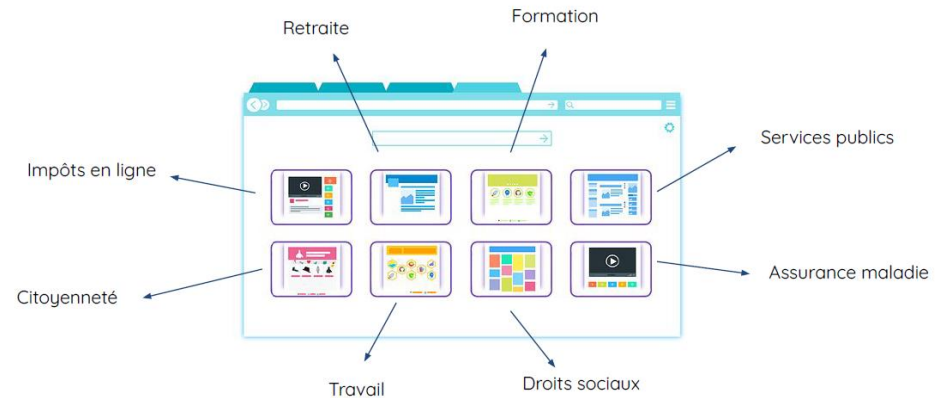 Formation
Retraite
Services publics
Impôts en ligne
Assurance maladie
Citoyenneté
Droits sociaux
Travail